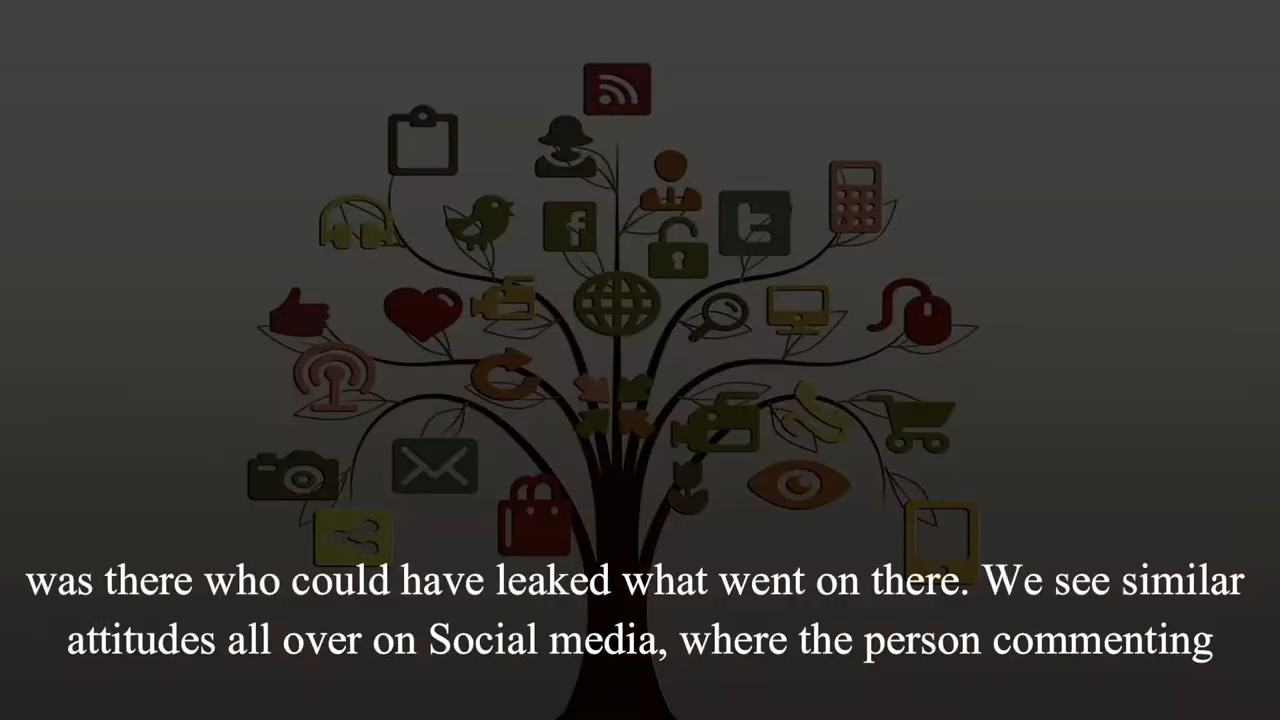 was there who could have leaked what went on there. We see similar
attitudes all over on Social media, where the person commenting